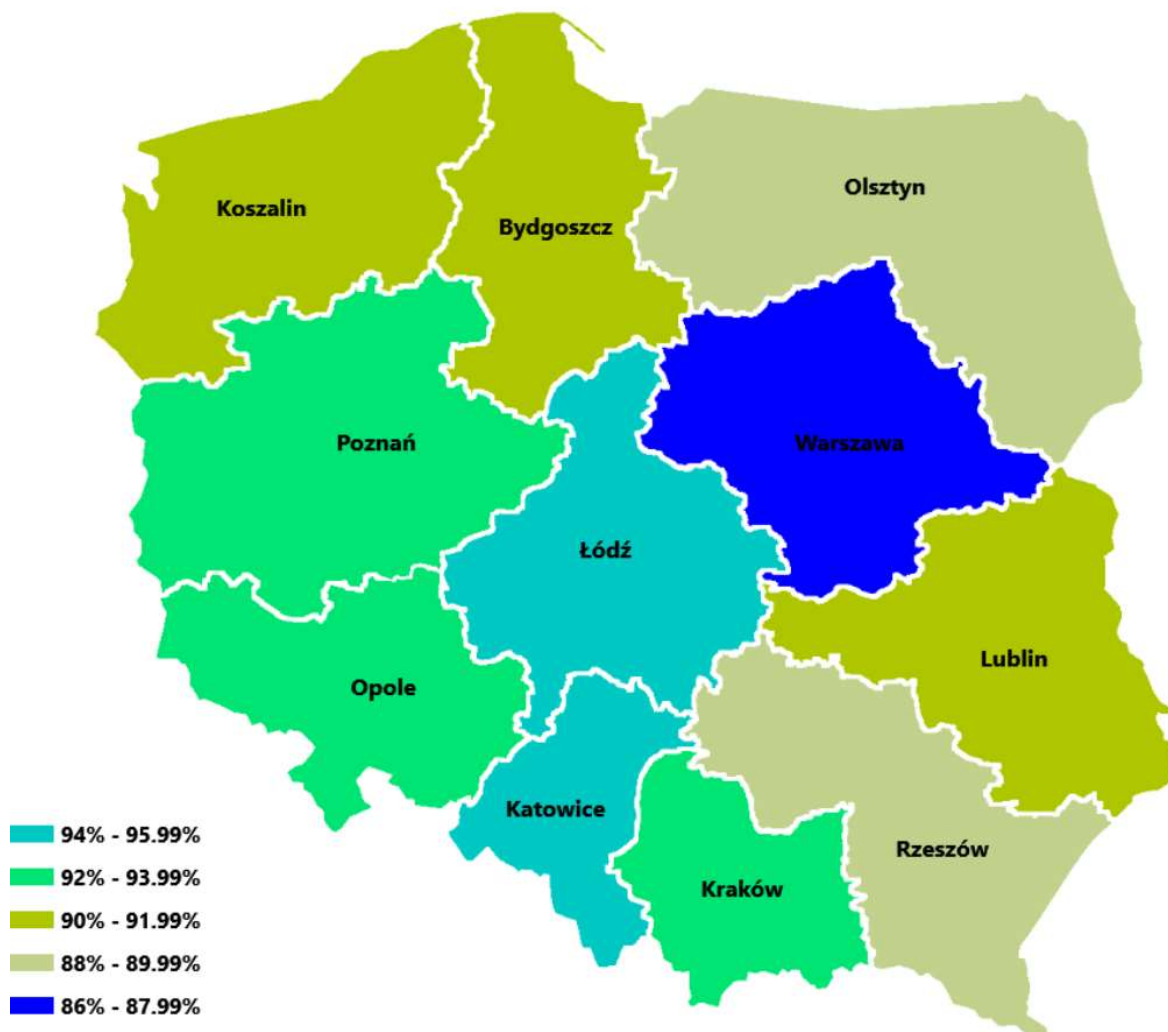 Olsztyn
Koszalin
Bydgoszcz
Poznań
Warszawa
Łódź
Lublin
Opole
Katowice
Rzeszów
Kraków
94% - 95.99%
92% - 93.99%
90% - 91.99%
88% - 89.99%
86% - 87.99%